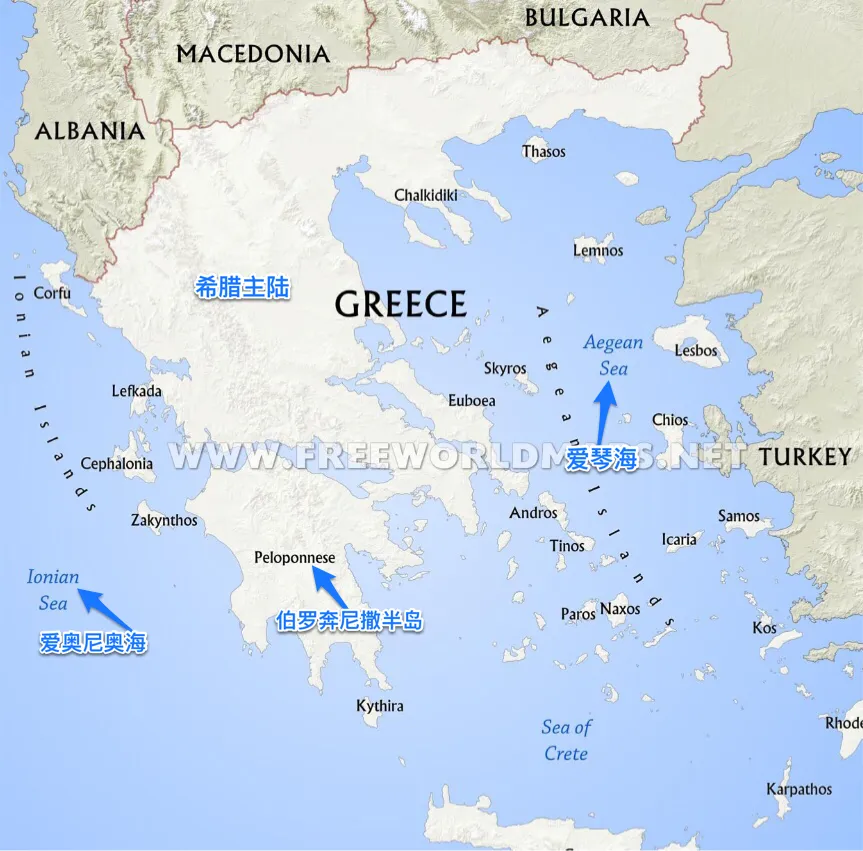 BULGARIA
MACEDONIA
ALBANIA
Thasos
Chalkidiki
Lemnos
希腊主陆
Corfu
GREECE
Ionian Islands
Aegean Islands
Aegean
Sea
Lesbos
Skyros
Lefkada
Euboea
Chios
WWW.FREEWORLDMAPS.NET
TURKEY
爱琴海
Cephalonia
Zakynthos
Andros
Samos
Tinos
Icaria
Peloponnese
Ionian
Sea
Paros
Naxos
伯罗奔尼撒半岛
Kos
爱奥尼奥海
Kythira
Rhode
Sea of
Crete
Karpathos